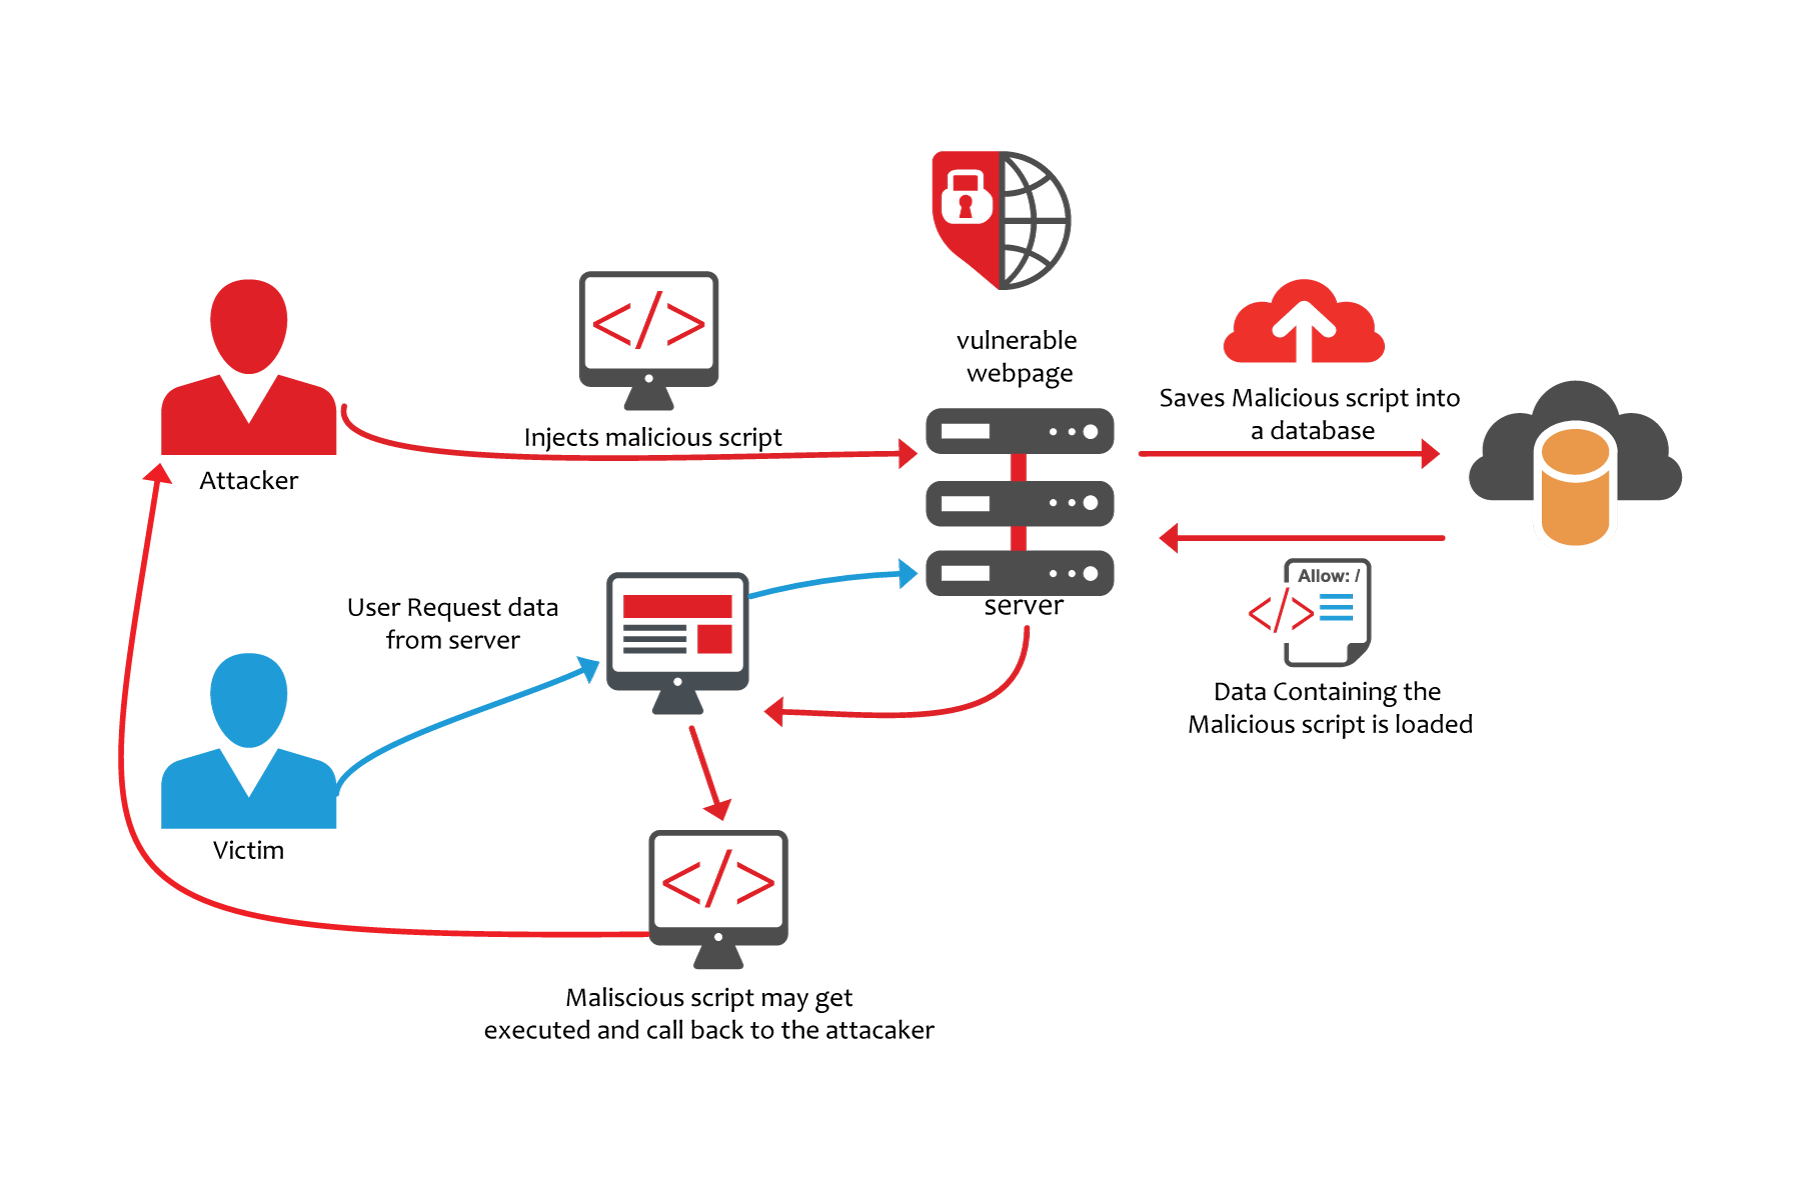 vulnerable
webpage
Saves Malicious script into
a database
Injects malicious script
Attacker
Allow: /
User Request data
from server
server
Data Containing the
Malicious script is loaded
Victim
Maliscious script may get
executed and call back to the attacaker